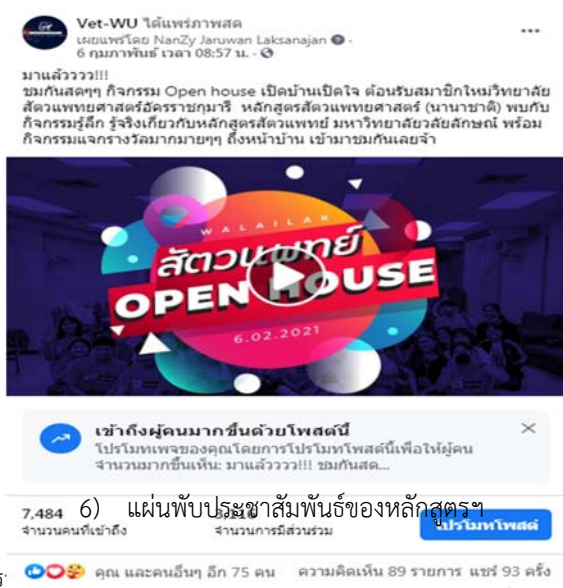 Vet-WU ได้แพร่ภาพสด
เผยแพร่โดย NanZy Jaruwan Laksanajan
6 กุมภาพันธ์ เวลา 08:57 น.
มาแล้วววว!!!
ชมกันสดๆๆ กิจกรรม Open house เปิดบ้านเปิดใจ ต้อนรับสมาชิกใหม่วิทยาลัย
สัตวแพทยศาสตร์อัครราชกุมารี หลักสูตรสัตวแพทยศาสตร์ (นานาชาติ) พบกับ
กิจกรรมรู้ลึก รู้จริงเกี่ยวกับหลักสูตรสัตวแพทย์ มหาวิทยาลัยวลัยลักษณ์ พร้อม
กิจกรรมแจกรางวัลมากมายๆๆ ถึงหน้าบ้าน เข้ามาชมกันเลยจ้า
WALAILAK
สัตวแพทย์
OPEN HOUSE
6.02.2021
เข้าถึงผู้คนมากขึ้นด้วยโพสต์นี้
โปรโมทเพจของคุณโดยการโปรโมทโพสต์นี้เพื่อให้ผู้คน
จำนวนมากขึ้นเห็น: มาแล้วววว!!! ชมกันสด...
6) แผ่นพับประชาสัมพันธ์ของหลักสูตรฯ
7,484
จำนวนคนที่เข้าถึง
จำนวนการมีส่วนร่วม
โปรโมทโพสต์
คุณ และคนอื่นๆ อีก 75 คน
ความคิดเห็น 89 รายการ แชร์ 93 ครั้ง